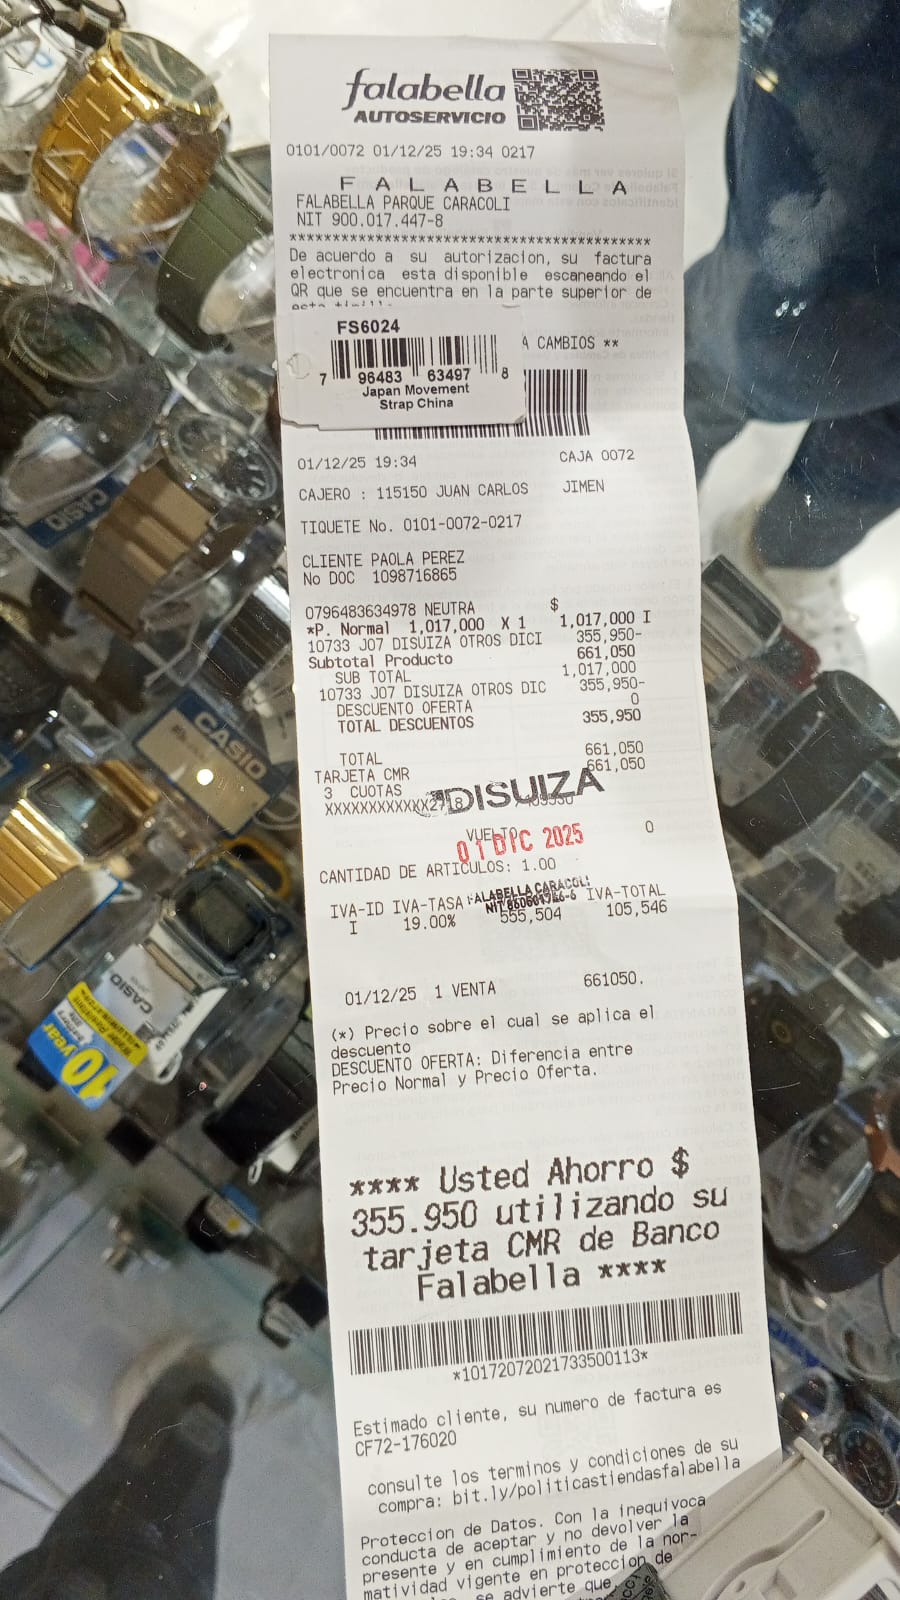 falabella
AUTOSERVICIO
0101/0072 01/12/25 19:34 0217
F A L A B E L L A
FALABELLA PARQUE CARACOLI
NIT 900.017.447-8
De acuerdo a su autorizacion, su factura
electronica esta disponible escaneando el
QR que se encuentra en la parte superior de
FS6024
A CAMBIOS **
7 96483 63497 8
Japan Movement
Strap China
01/12/25 19:34 CAJA 0072
CAJERO : 115150 JUAN CARLOS JIMEN
TIQUETE No. 0101-0072-0217
CLIENTE PAOLA PEREZ
No DOC 1098716865
0796483634978 NEUTRA $
*P. Normal 1,017,000 X 1 1,017,000 I
10733 J07 DISUIZA OTROS DICI 355,950-
Subtotal Producto 661,050
SUB TOTAL 1,017,000
10733 J07 DISUIZA OTROS DIC 355,950-
DESCUENTO OFERTA 0
TOTAL DESCUENTOS 355,950
TOTAL 661,050
TARJETA CMR 661,050
3 CUOTAS
XXXXXXXXXXXX2718
DISUIZA
VUELTO 0
01 DIC 2025
CANTIDAD DE ARTICULOS: 1.00
FALABELLA CARACOLI
IVA-ID IVA-TASA IVA-TOTAL
I 19.00% 555,504 105,546
01/12/25 1 VENTA 661050.
(*) Precio sobre el cual se aplica el
descuento
DESCUENTO OFERTA: Diferencia entre
Precio Normal y Precio Oferta.
**** Usted Ahorro $
355.950 utilizando su
tarjeta CMR de Banco
Falabella ****
*10172072021733500113*
Estimado cliente, su numero de factura es
CF72-176020
consulte los terminos y condiciones de su
compra: bit.ly/politicastiendasfalabella
Proteccion de Datos. Con la inequivoca
conducta de aceptar y no devolver la
presente y en cumplimiento de la nor-
matividad vigente en proteccion de
se advierte que
CASIO
CASIO
CASIO
10 year